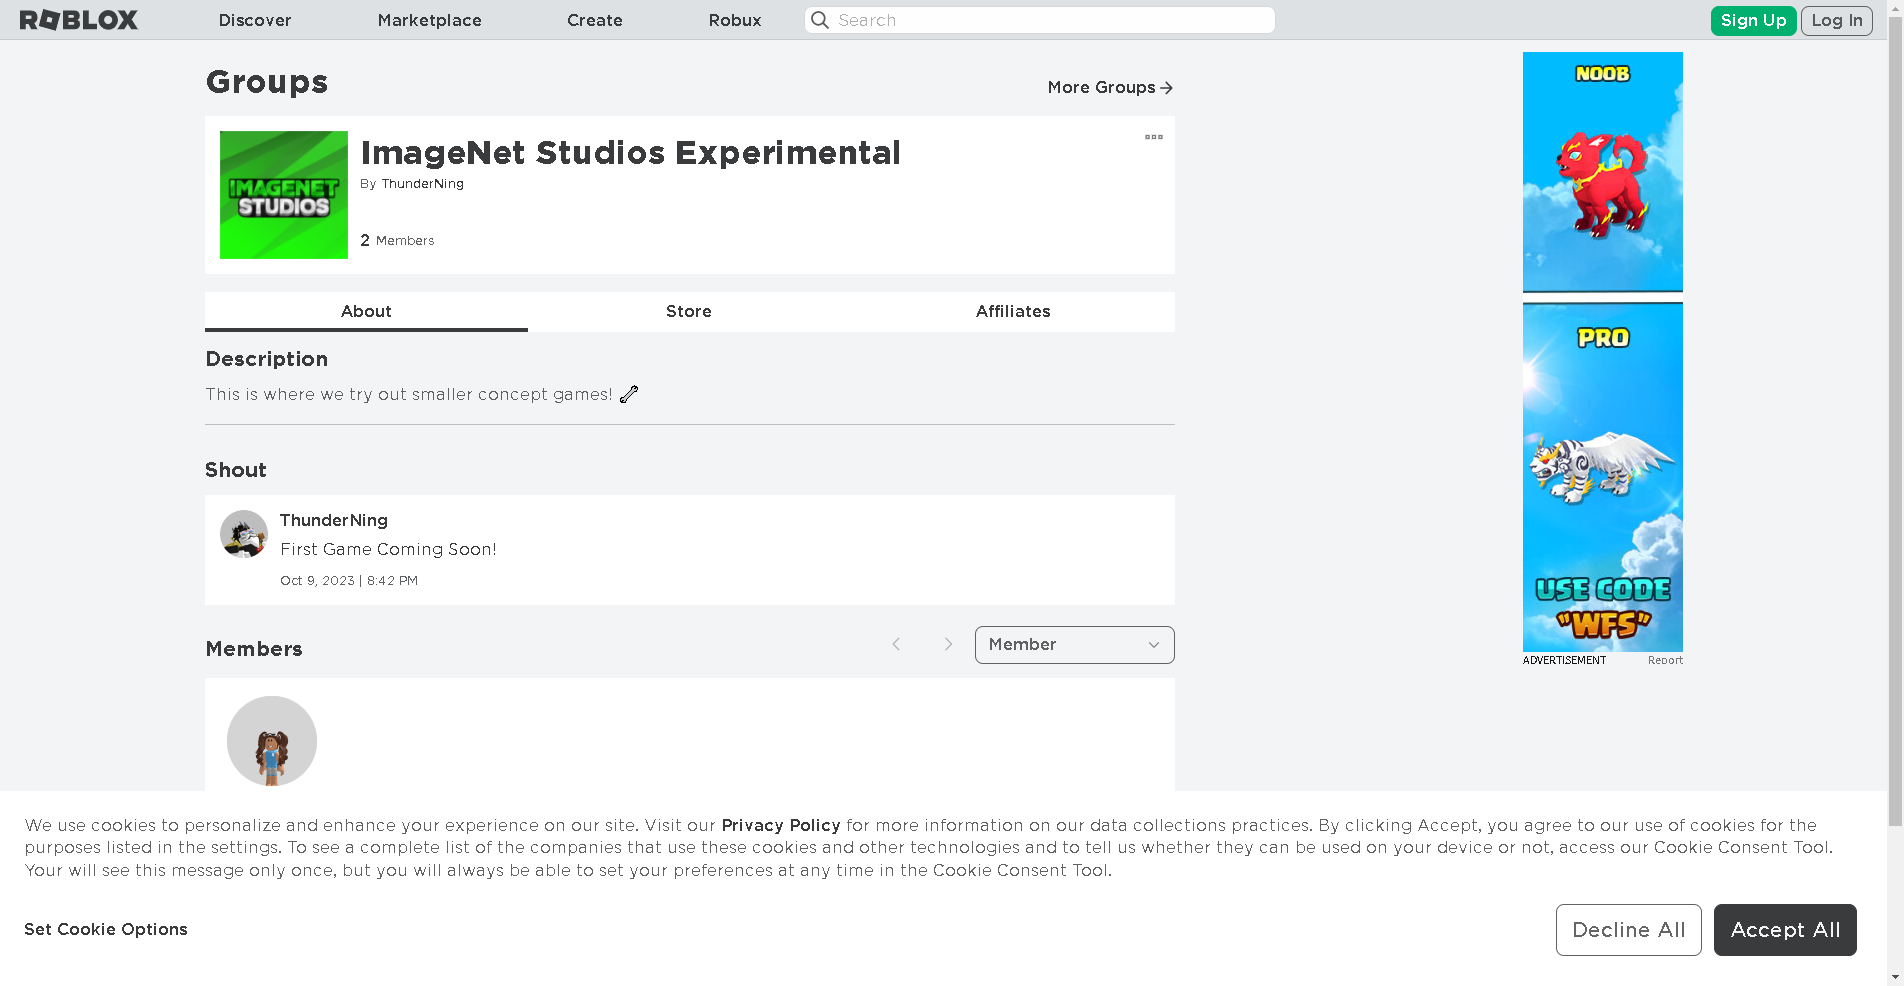 ROBLOX Discover Marketplace Create Robux Search Sign Up Log In
Groups
More Groups
IMAGENET
STUDIOS
ImageNet Studios Experimental
By ThunderNing
2 Members
About Store Affiliates
Description
This is where we try out smaller concept games!
Shout
ThunderNing
First Game Coming Soon!
Oct 9, 2023 | 8:42 PM
Members
Member
NOOB
PRO
USE CODE
"WFS"
ADVERTISEMENT Report
We use cookies to personalize and enhance your experience on our site. Visit our Privacy Policy for more information on our data collections practices. By clicking Accept, you agree to our use of cookies for the
purposes listed in the settings. To see a complete list of the companies that use these cookies and other technologies and to tell us whether they can be used on your device or not, access our Cookie Consent Tool.
Your will see this message only once, but you will always be able to set your preferences at any time in the Cookie Consent Tool.
Set Cookie Options
Decline All
Accept All